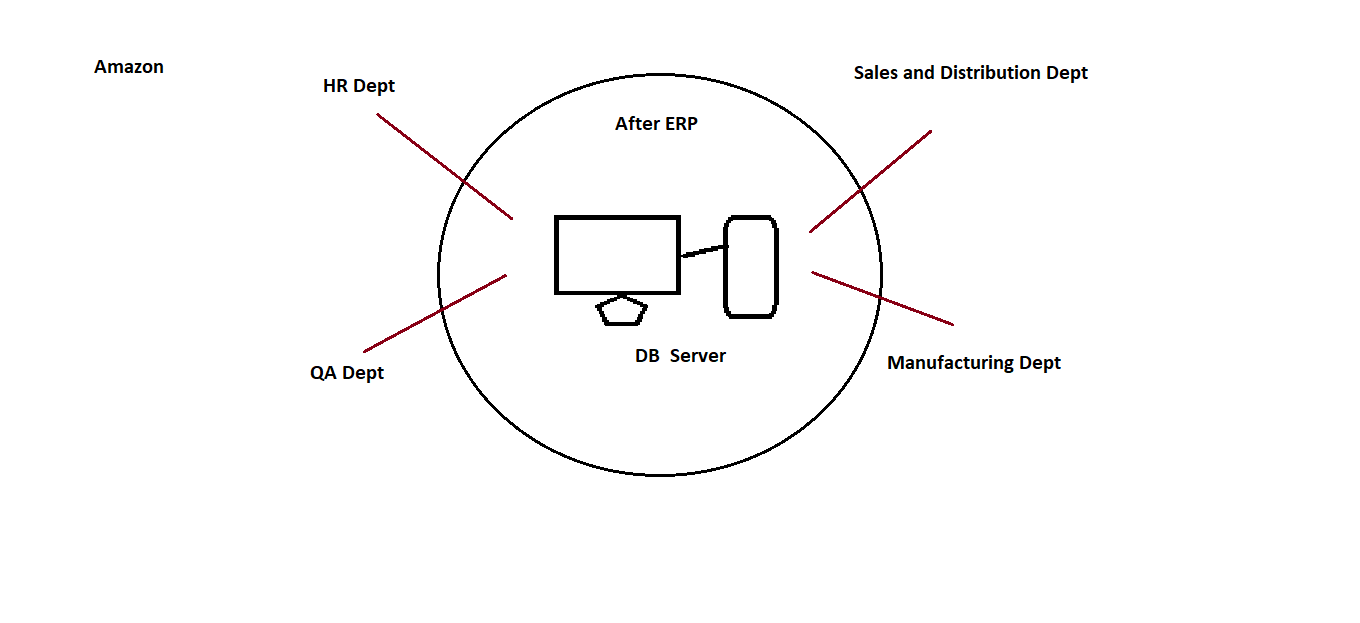 Amazon
HR Dept
Sales and Distribution Dept
After ERP
DB  Server
QA Dept
Manufacturing Dept